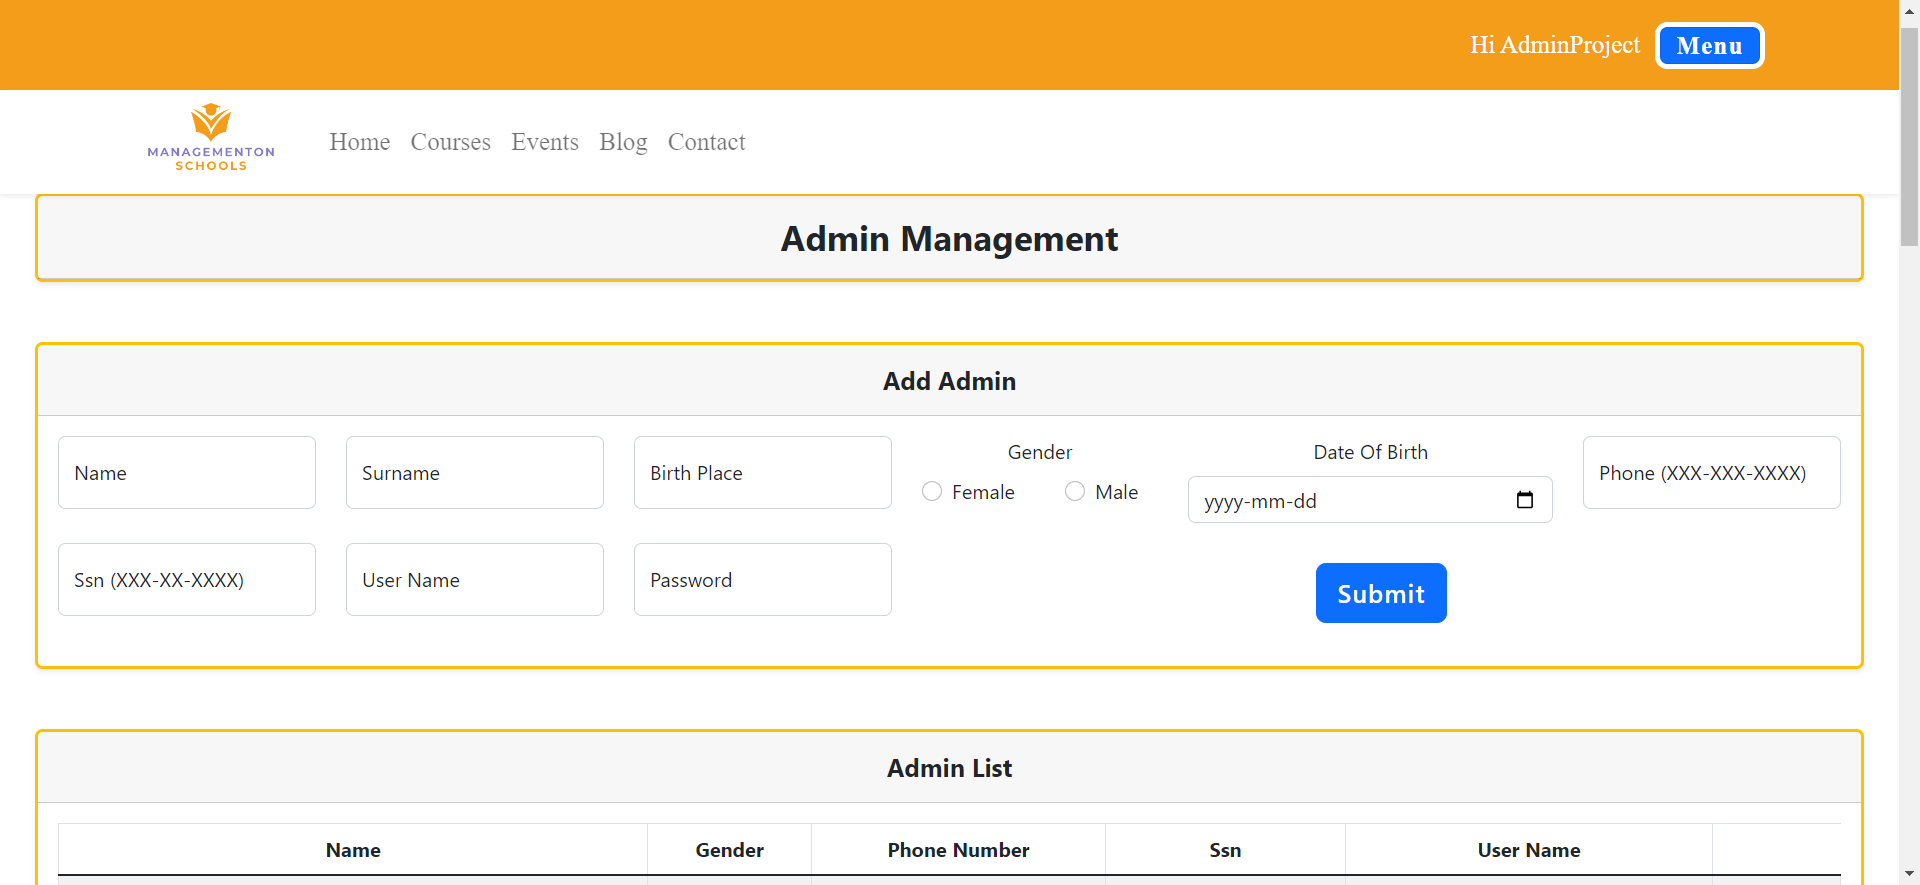 Hi AdminProject Menu
MANAGEMENTON
SCHOOLS
Home Courses Events Blog Contact
Admin Management
Add Admin
Name Surname Birth Place Gender Female Male Date Of Birth yyyy-mm-dd Phone (XXX-XXX-XXXX)
Ssn (XXX-XX-XXXX) User Name Password Submit
Admin List
Name Gender Phone Number Ssn User Name